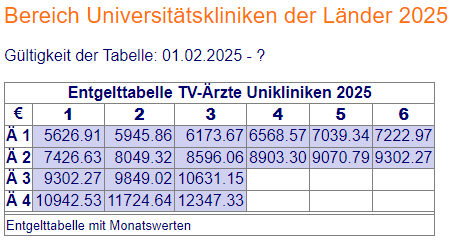 Bereich Universitätskliniken der Länder 2025
Gültigkeit der Tabelle: 01.02.2025 - ?
Entgelttabelle TV-Ärzte Unikliniken 2025
€ 1 2 3 4 5 6
Ä 1 5626.91 5945.86 6173.67 6568.57 7039.34 7222.97
Ä 2 7426.63 8049.32 8596.06 8903.30 9070.79 9302.27
Ä 3 9302.27 9849.02 10631.15
Ä 4 10942.53 11724.64 12347.33
Entgelttabelle mit Monatswerten